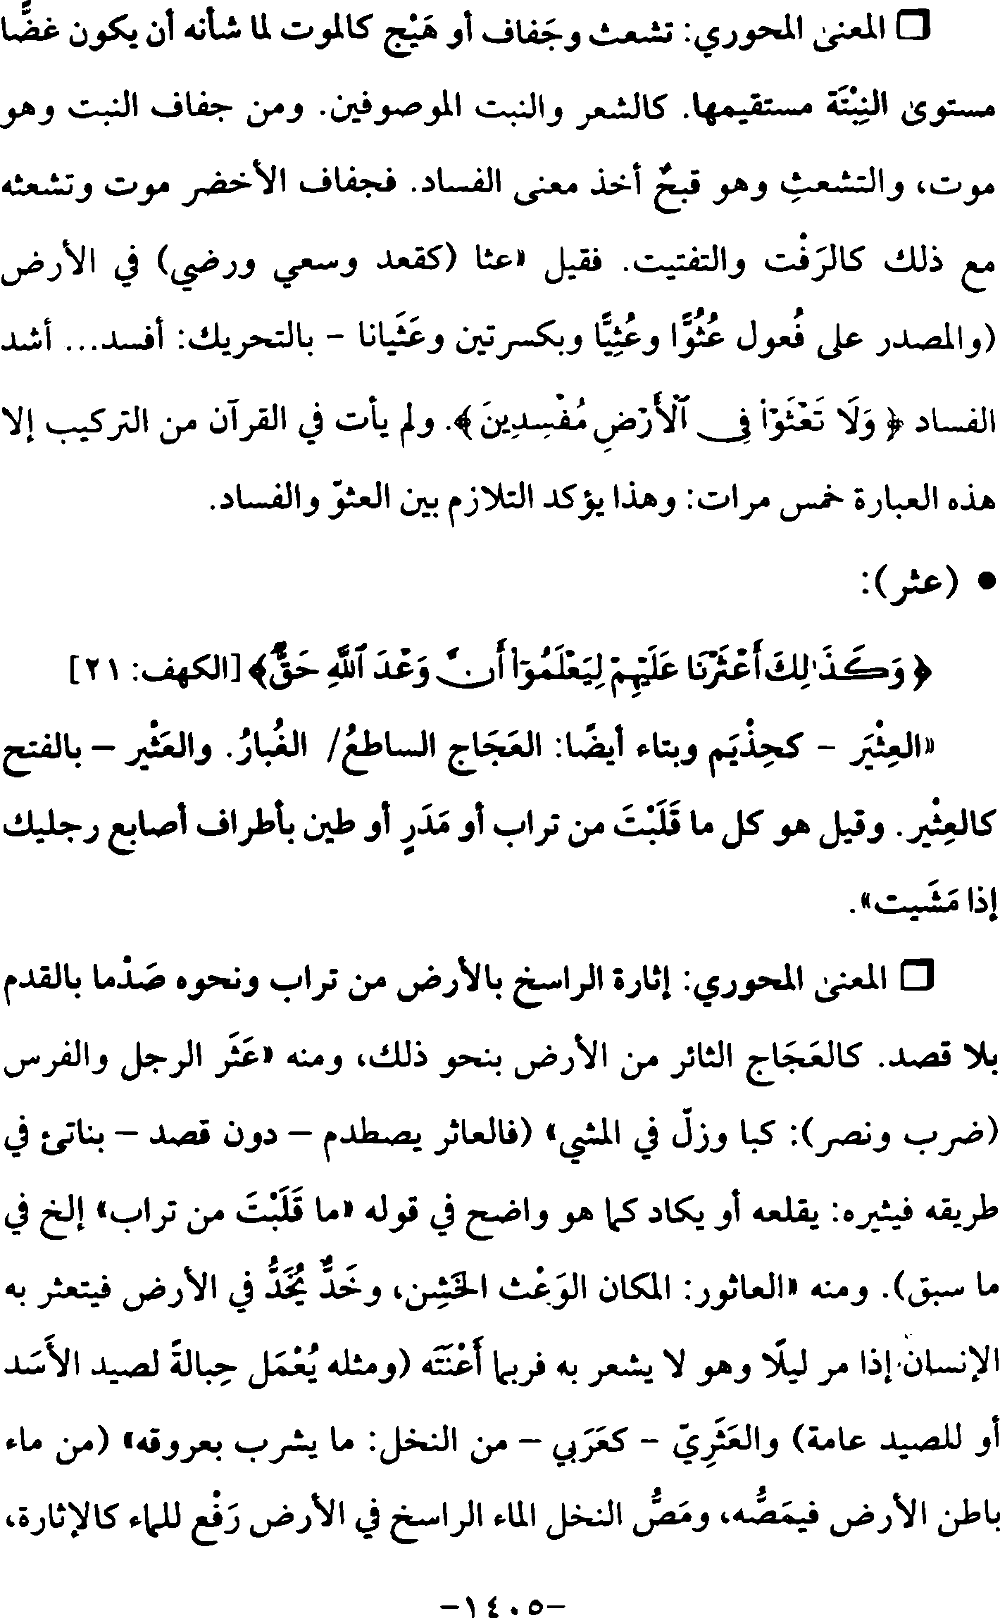 □ المعنى المحوري: تشعث وجَفاف أو هَيْج كالموت لما شأنه أن يكون غضًّا
مستوى النِبْتَة مستقيمها. كالشعر والنبت الموصوفين. ومن جفاف النبت وهو
موت، والتشعثِ وهو قبحٌ أخذ معنى الفساد. فجفاف الأخضر موت وتشعثه
مع ذلك كالرَفْت والتفتيت. فقيل «عثا (كقعد وسعي ورضي) في الأرض
(والمصدر على فُعول عُثُوًّا وعُثِيًّا وبكسرتين وعَثَيانا – بالتحريك: أفسد... أشد
الفساد ﴿ وَلَا تَعْثَوْا۟ فِى ٱلْأَرْضِ مُفْسِدِينَ ﴾. ولم يأت في القرآن من التركيب إلا
هذه العبارة خمس مرات: وهذا يؤكد التلازم بين العثوّ والفساد.
• (عثر):
﴿ وَكَذَٰلِكَ أَعْثَرْنَا عَلَيْهِمْ لِيَعْلَمُوٓا۟ أَنَّ وَعْدَ ٱللَّهِ حَقٌّ ﴾ [الكهف: ٢١]
«العِثْيَر – كحِذْيَم وبتاء أيضًا: العَجَاج الساطعُ/ الغُبارُ. والعَثْير – بالفتح
كالعِثْير. وقيل هو كل ما قَلَبْتَ من تراب أو مَدَرٍ أو طين بأطراف أصابع رجليك
إذا مَشَيت».
□ المعنى المحوري: إثارة الراسخ بالأرض من تراب ونحوه صَدْما بالقدم
بلا قصد. كالعَجَاج الثائر من الأرض بنحو ذلك، ومنه «عَثَر الرجل والفرس
(ضرب ونصر): كبا وزلّ في المشي» (فالعاثر يصطدم – دون قصد – بناتئ في
طريقه فيثيره: يقلعه أو يكاد كما هو واضح في قوله «ما قَلَبْتَ من تراب» إلخ في
ما سبق). ومنه «العاثور: المكان الوَعْث الخَشِن، وخَدٌّ يُخَدُّ في الأرض فيتعثر به
الإنسان إذا مر ليلًا وهو لا يشعر به فربما أَعْنَتَه (ومثله يُعْمَل حِبالةً لصيد الأَسَد
أو للصيد عامة) والعَثَرِيّ – كعَرَبي – من النخل: ما يشرب بعروقه» (من ماء
باطن الأرض فيمَصُّه، ومَصُّ النخل الماء الراسخ في الأرض رَفْع للماء كالإثارة،
-١٤٠٥-